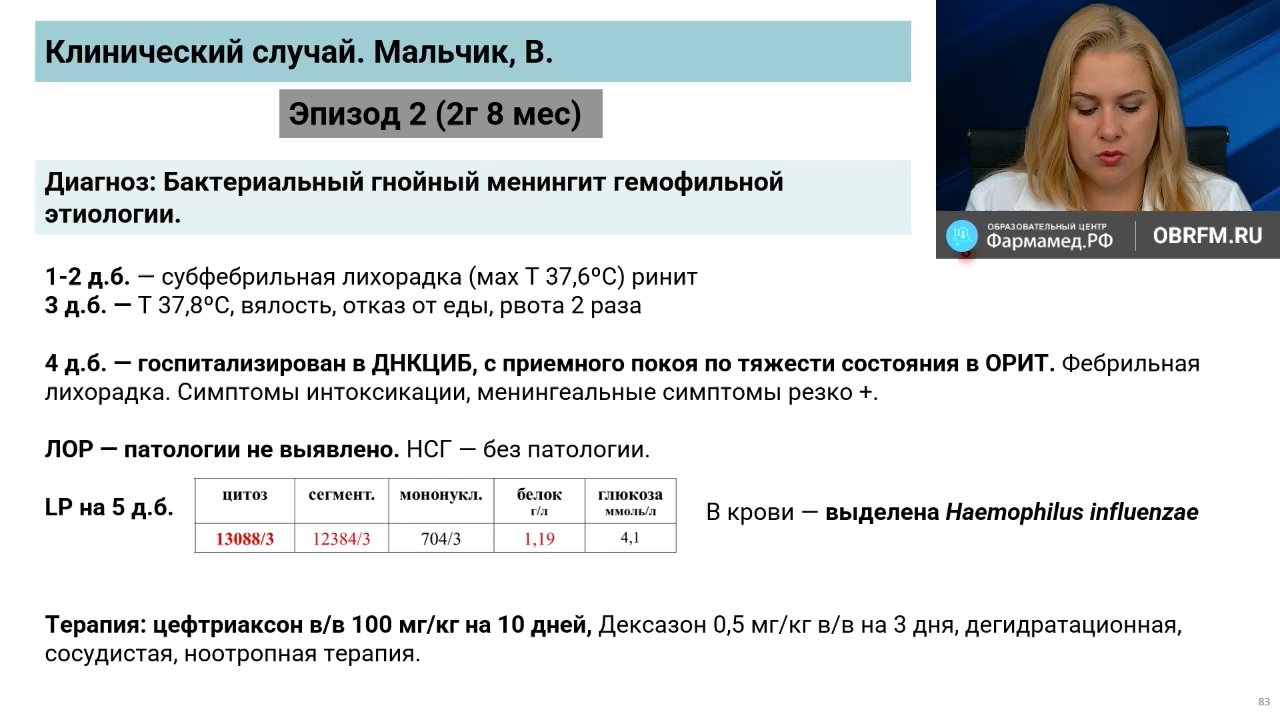 Клинический случай. Мальчик, В.
Эпизод 2 (2г 8 мес)
Диагноз: Бактериальный гнойный менингит гемофильной
этиологии.
ОБРАЗОВАТЕЛЬНЫЙ ЦЕНТР
Фармамед.РФ
OBRFM.RU
1-2 д.б. — субфебрильная лихорадка (мах Т 37,6ºС) ринит
3 д.б. — Т 37,8ºС, вялость, отказ от еды, рвота 2 раза
4 д.б. — госпитализирован в ДНКЦИБ, с приемного покоя по тяжести состояния в ОРИТ. Фебрильная
лихорадка. Симптомы интоксикации, менингеальные симптомы резко +.
ЛОР — патологии не выявлено. НСГ — без патологии.
LP на 5 д.б.
цитоз сегмент. мононукл. белок г/л глюкоза ммоль/л
13088/3 12384/3 704/3 1,19 4,1
В крови — выделена Haemophilus influenzae
Терапия: цефтриаксон в/в 100 мг/кг на 10 дней, Дексазон 0,5 мг/кг в/в на 3 дня, дегидратационная,
сосудистая, ноотропная терапия.
83